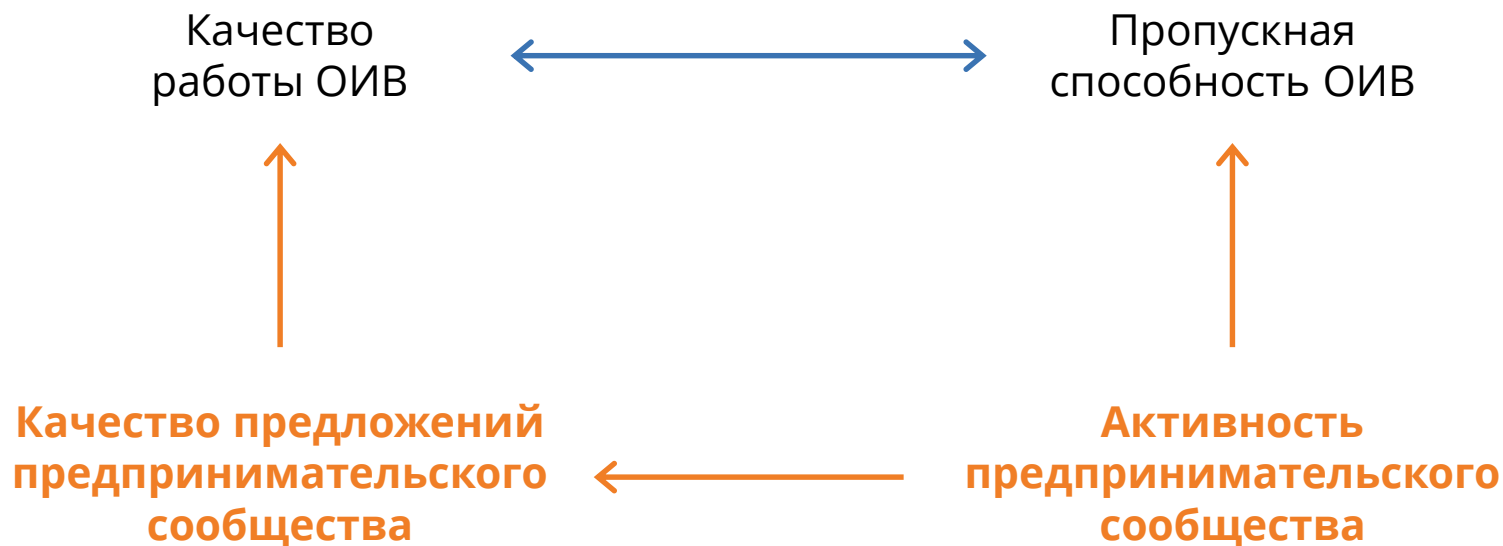 Качество
работы ОИВ
Пропускная
способность ОИВ
Качество предложений
предпринимательского
сообщества
Активность
предпринимательского
сообщества